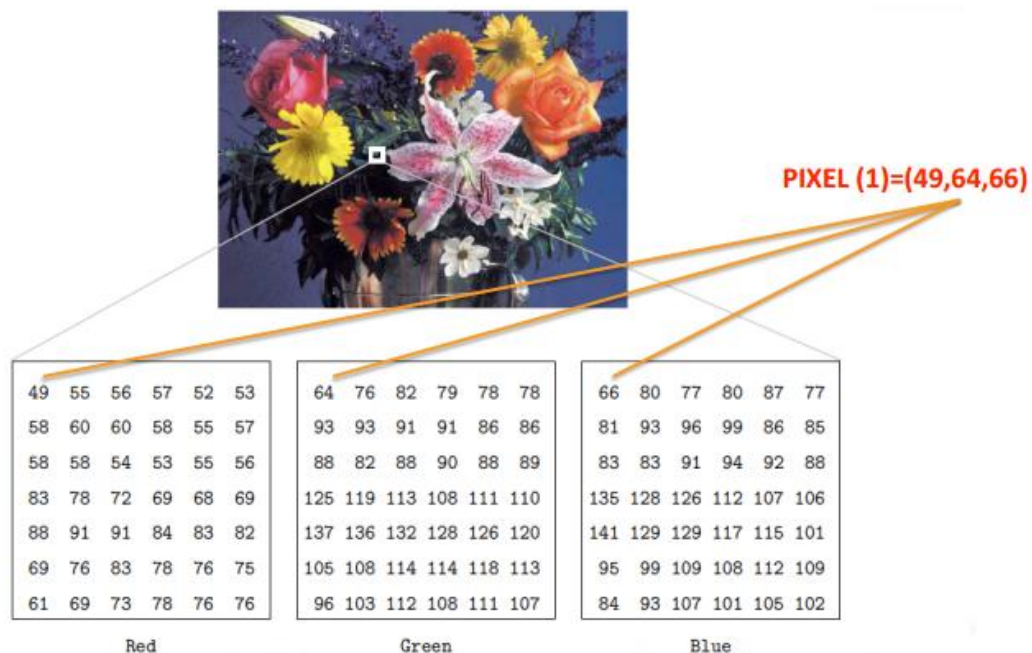 PIXEL (1)=(49,64,66)
49 55 56 57 52 53
58 60 60 58 55 57
58 58 54 53 55 56
83 78 72 69 68 69
88 91 91 84 83 82
69 76 83 78 76 75
61 69 73 78 76 76
Red
64 76 82 79 78 78
93 93 91 91 86 86
88 82 88 90 88 89
125 119 113 108 111 110
137 136 132 128 126 120
105 108 114 114 118 113
96 103 112 108 111 107
Green
66 80 77 80 87 77
81 93 96 99 86 85
83 83 91 94 92 88
135 128 126 112 107 106
141 129 129 117 115 101
95 99 109 108 112 109
84 93 107 101 105 102
Blue